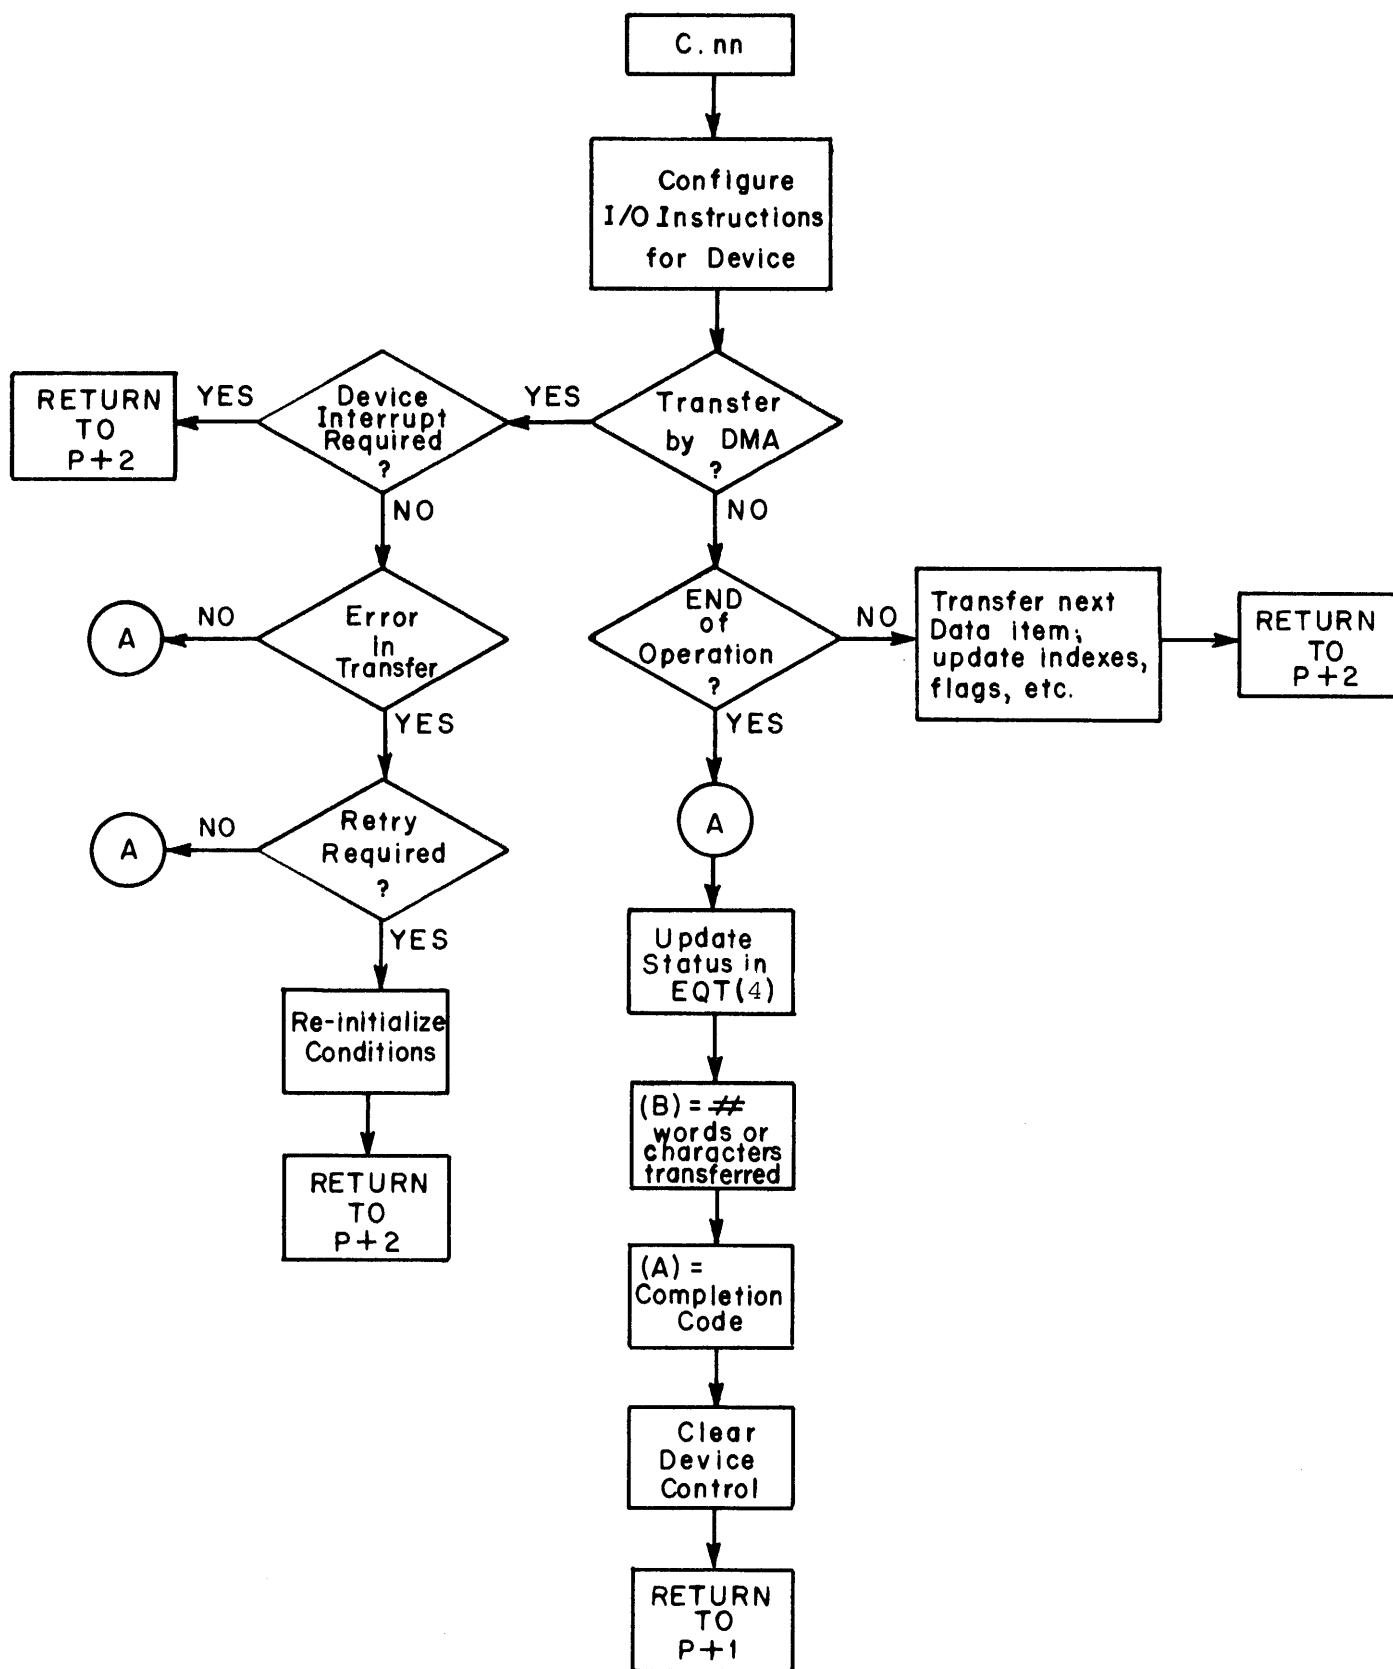 C.nn
Configure
I/O Instructions
for Device
RETURN
TO
P+2
YES
Device
Interrupt
Required
?
YES
Transfer
by DMA
?
NO
NO
A
NO
Error
in
Transfer
END
of
Operation
?
NO
Transfer next
Data item;
update indexes,
flags, etc.
RETURN
TO
P+2
YES
YES
A
NO
Retry
Required
?
A
YES
Update
Status in
EQT(4)
Re-initialize
Conditions
(B) = #
words or
characters
transferred
RETURN
TO
P+2
(A) =
Completion
Code
Clear
Device
Control
RETURN
TO
P+1